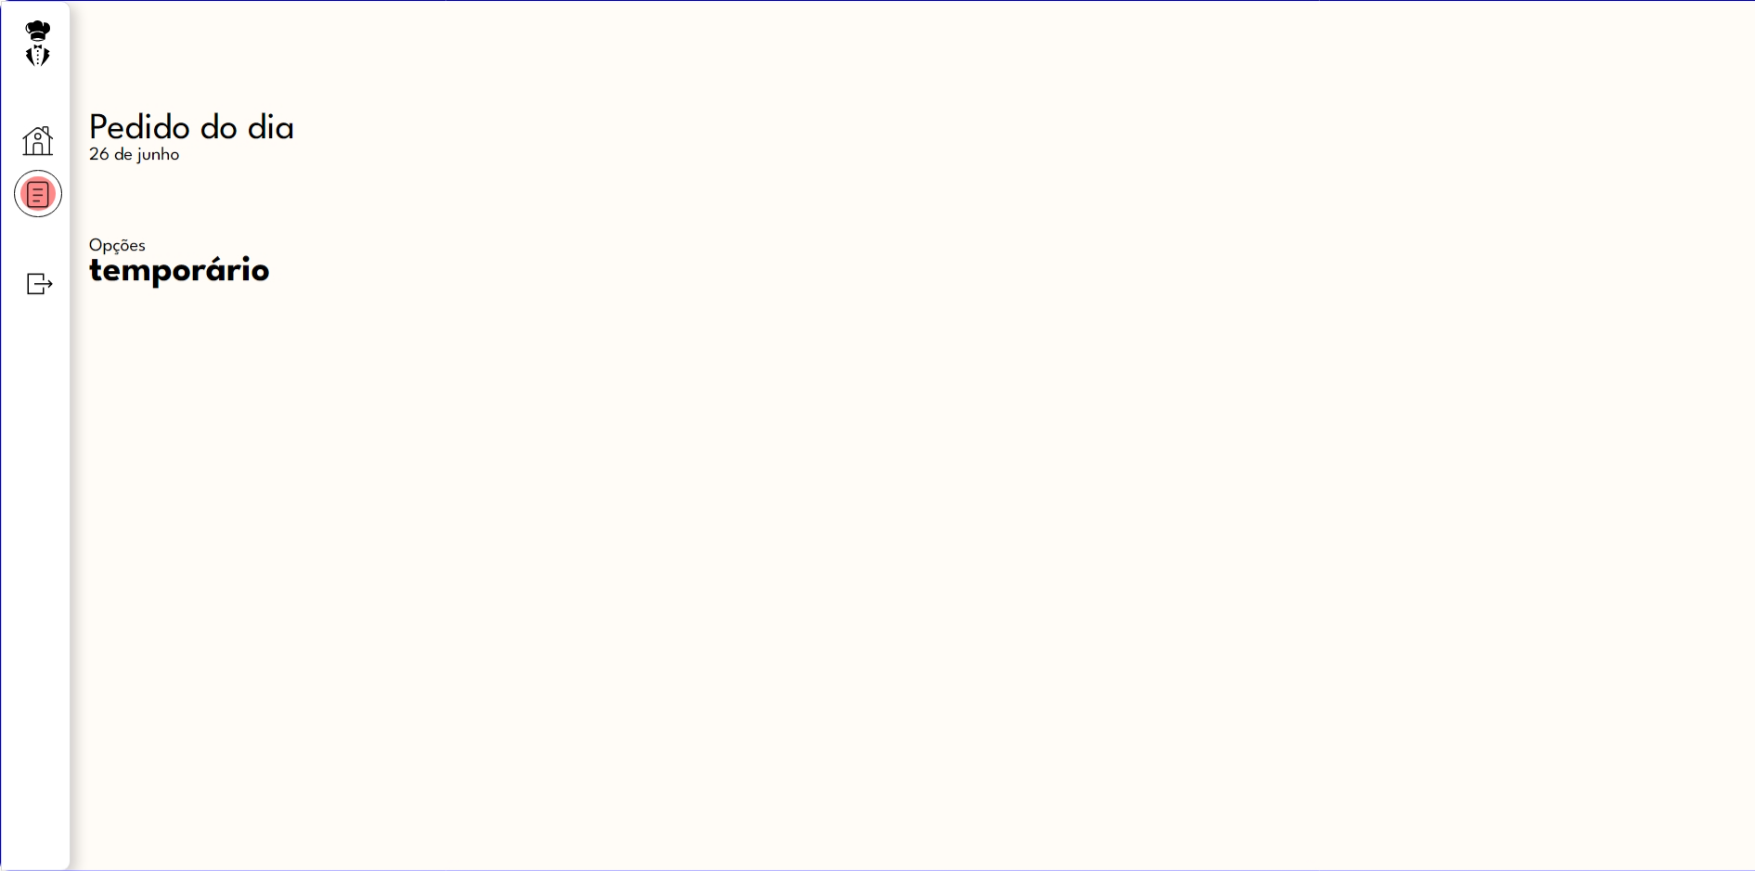 Pedido do dia
26 de junho
Opções
temporário